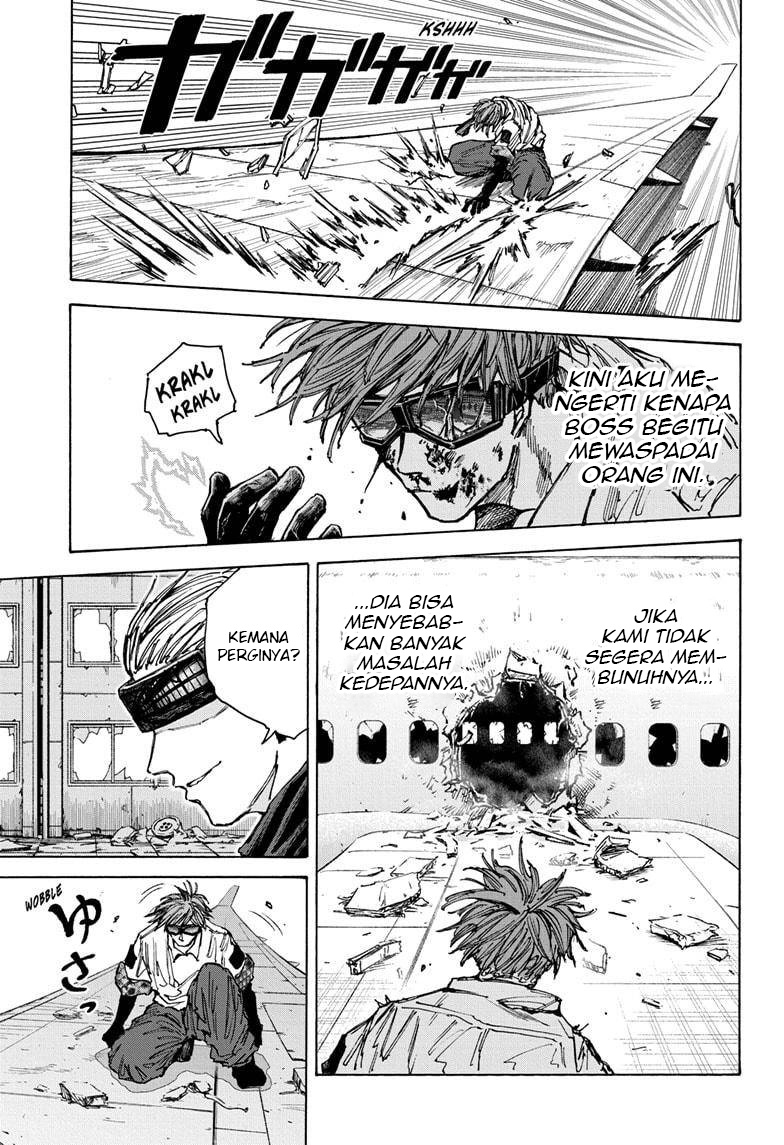 KSHHH
ガガガガ
KINI AKU ME-
NGERTI KENAPA
BOSS BEGITU
MEWASPADAI
ORANG INI.
KRAKL
KRAKL
JIKA
KAMI TIDAK
SEGERA MEM-
BUNUHNYA...
...DIA BISA
MENYEBAB-
KAN BANYAK
MASALAH
KEDEPANNYA.
KEMANA
PERGINYA?
WOBBLE
ゆさっ